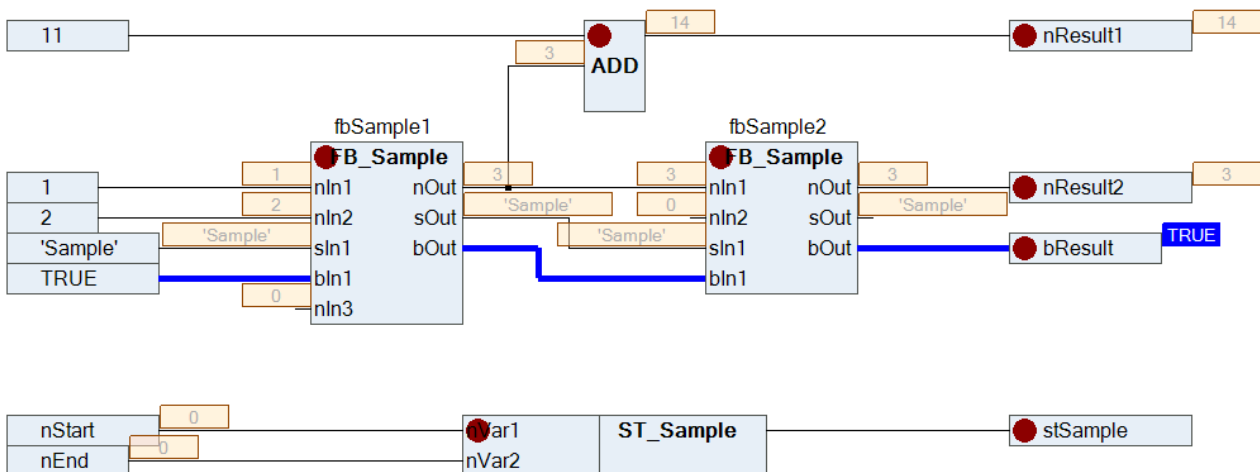 14
11 nResult1 14
3
ADD
fbSample1 fbSample2
FB_Sample FB_Sample
1 3 3 3 3
1 nIn1 nOut nIn1 nOut nResult2
2 'Sample' 0 'Sample'
2 nIn2 sOut nIn2 sOut
'Sample' 'Sample' TRUE
'Sample' sIn1 bOut sIn1 bOut bResult
TRUE bIn1 bIn1
0
nIn3
0
nStart nVar1 ST_Sample stSample
0
nEnd nVar2